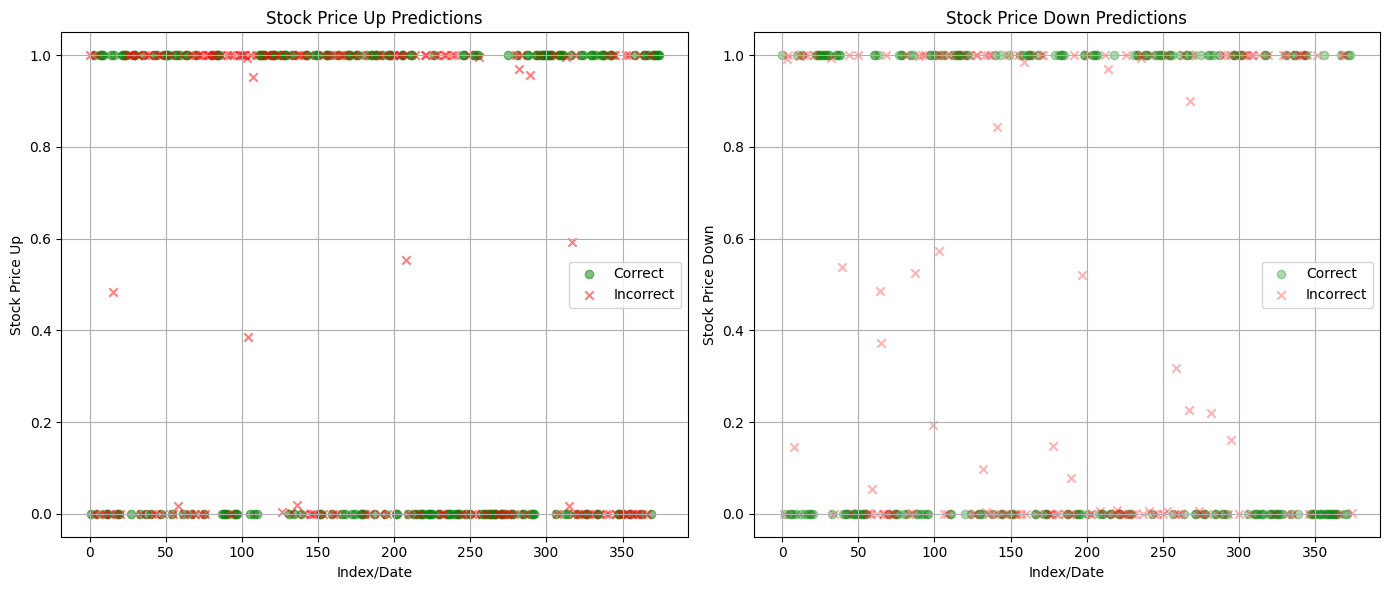 Stock Price Up Predictions
Stock Price Up
1.0
0.8
0.6
0.4
0.2
0.0
Correct
Incorrect
0 50 100 150 200 250 300 350
Index/Date
Stock Price Down Predictions
Stock Price Down
1.0
0.8
0.6
0.4
0.2
0.0
Correct
Incorrect
0 50 100 150 200 250 300 350
Index/Date